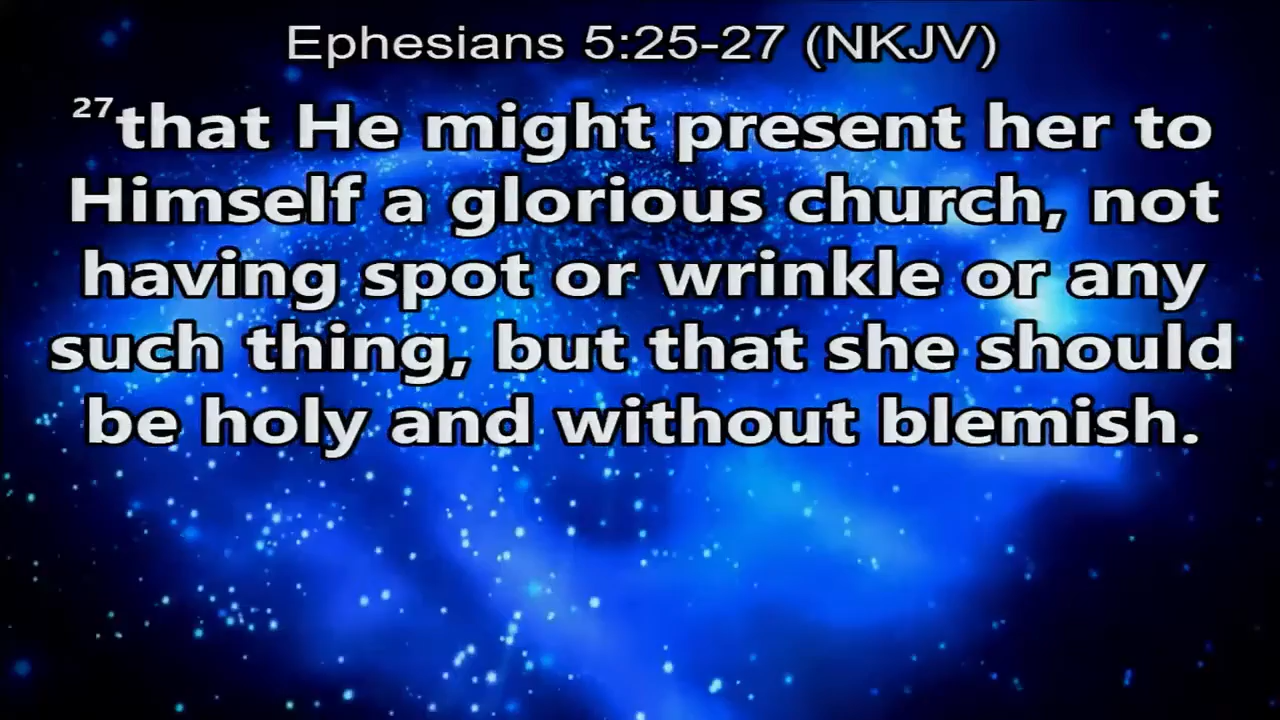 Ephesians 5:25-27 (NKJV)
27that He might present her to
Himself a glorious church, not
having spot or wrinkle or any
such thing, but that she should
be holy and without blemish.